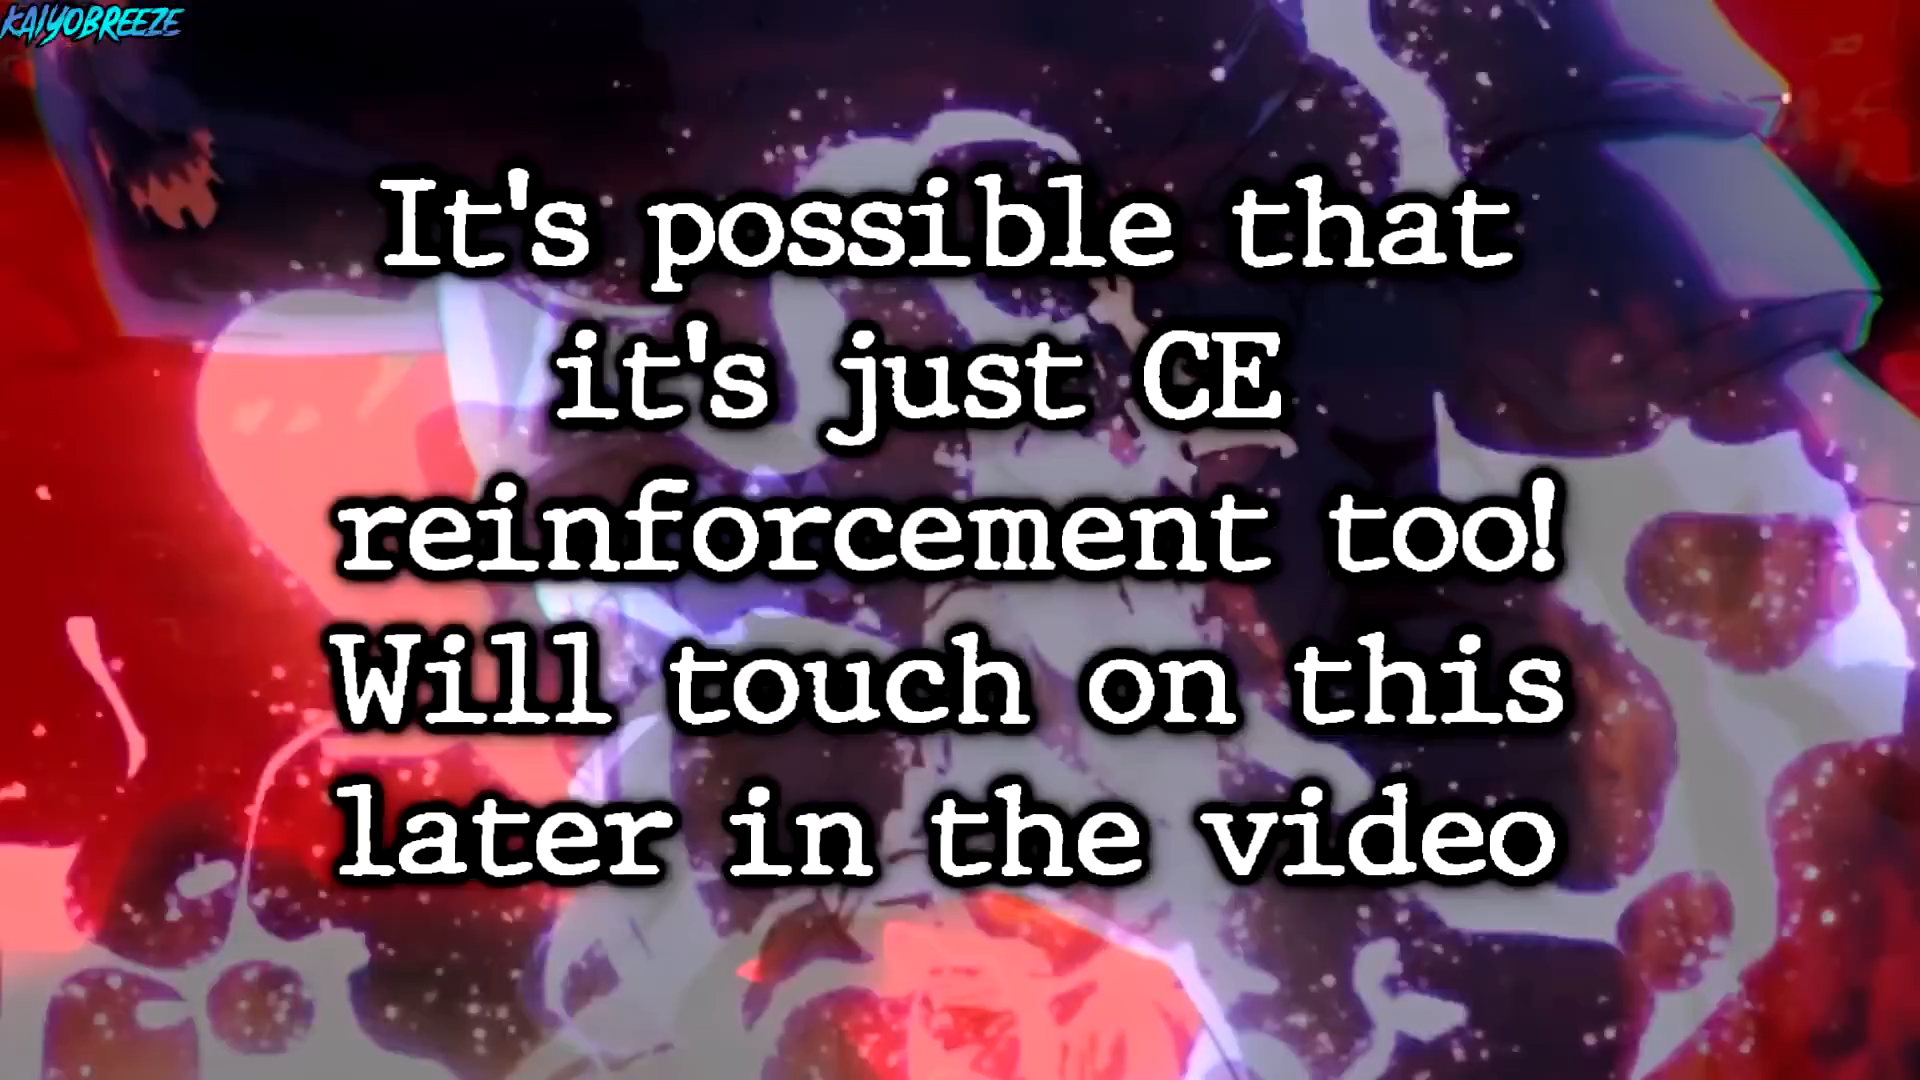 KAIYOBREEZE
It's possible that
it's just CE
reinforcement too!
Will touch on this
later in the video